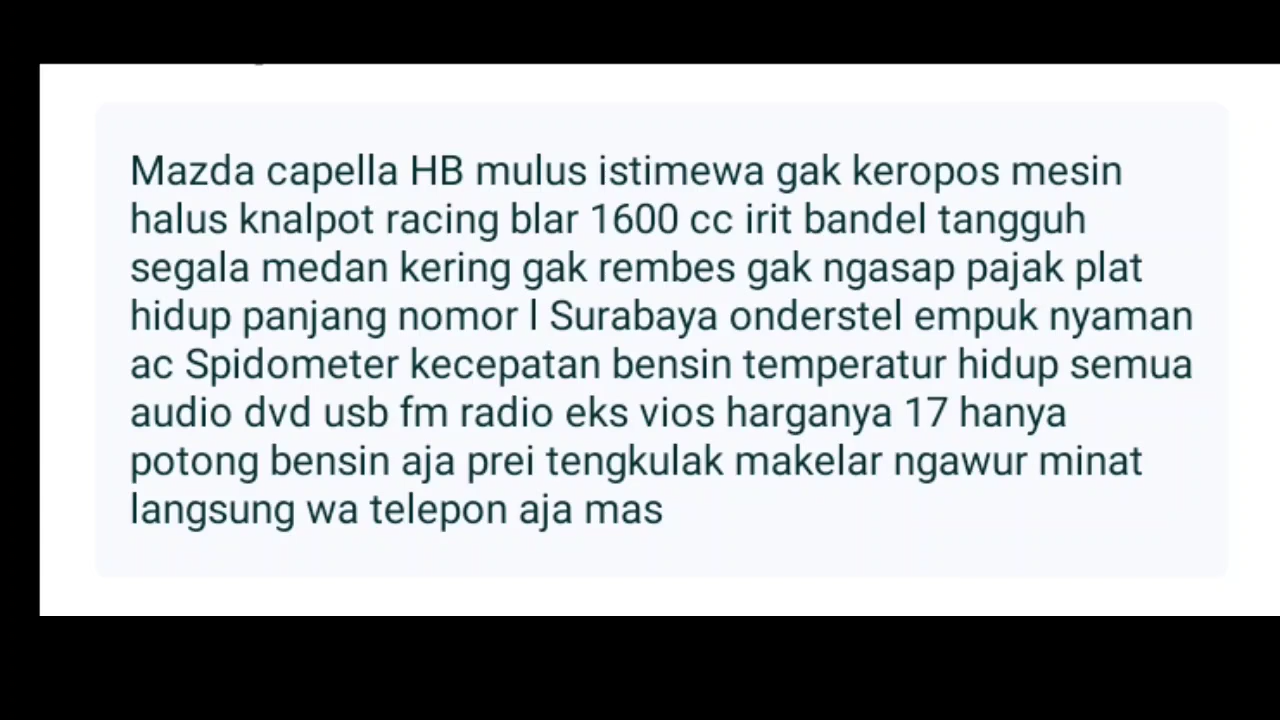 Mazda capella HB mulus istimewa gak keropos mesin
halus knalpot racing blar 1600 cc irit bandel tangguh
segala medan kering gak rembes gak ngasap pajak plat
hidup panjang nomor l Surabaya onderstel empuk nyaman
ac Spidometer kecepatan bensin temperatur hidup semua
audio dvd usb fm radio eks vios harganya 17 hanya
potong bensin aja prei tengkulak makelar ngawur minat
langsung wa telepon aja mas